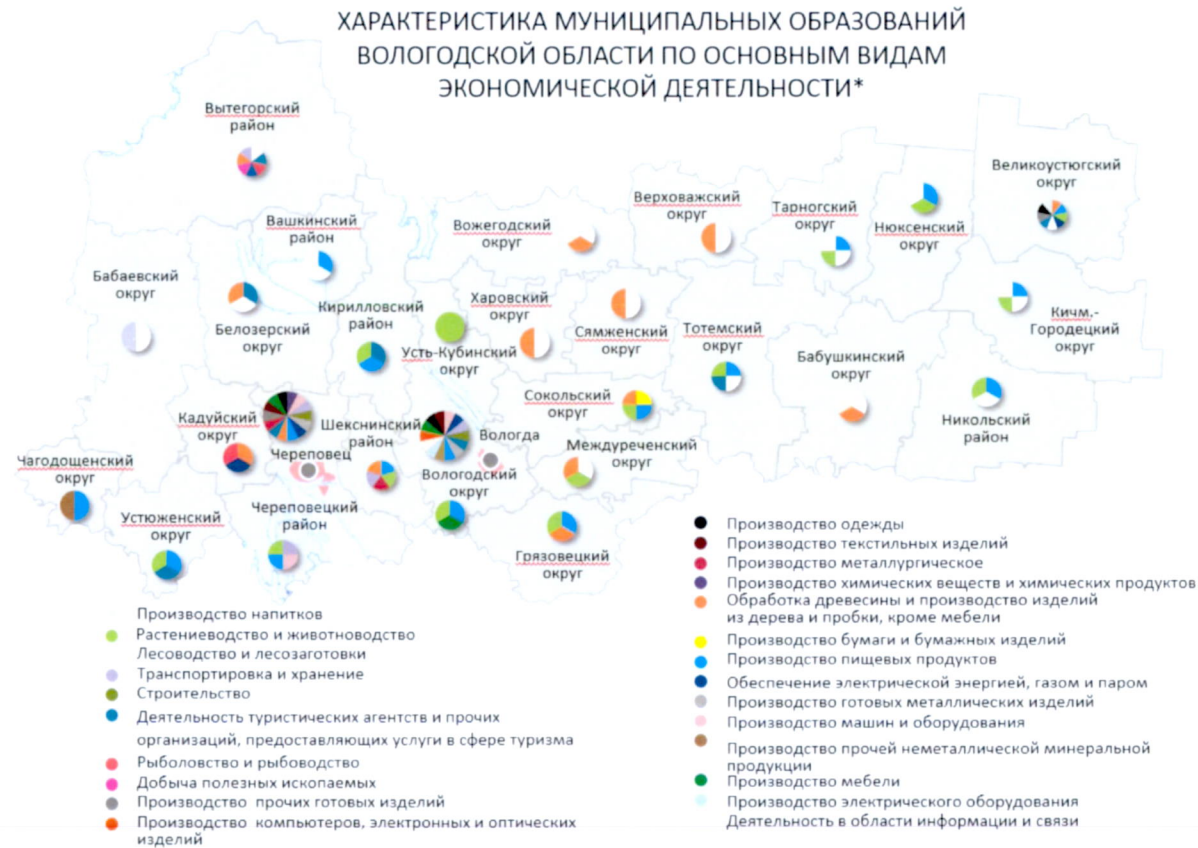 ХАРАКТЕРИСТИКА МУНИЦИПАЛЬНЫХ ОБРАЗОВАНИЙ
ВОЛОГОДСКОЙ ОБЛАСТИ ПО ОСНОВНЫМ ВИДАМ
ЭКОНОМИЧЕСКОЙ ДЕЯТЕЛЬНОСТИ*
Вытегорский
район
Вашкинский
район
Бабаевский
округ
Белозерский
округ
Кирилловский
район
Вожегодский
округ
Верховажский
округ
Тарногский
округ
Нюксенский
округ
Великоустюгский
округ
Харовский
округ
Усть-Кубинский
округ
Сямженский
округ
Тотемский
округ
Бабушкинский
округ
Кичм.-
Городецкий
округ
Никольский
район
Сокольский
округ
Междуреченский
округ
Кадуйский
округ
Череповец
Шекснинский
район
Вологда
Вологодский
округ
Чагодощенский
округ
Устюженский
округ
Череповецкий
район
Грязовецкий
округ
Производство напитков
Растениеводство и животноводство
Лесоводство и лесозаготовки
Транспортировка и хранение
Строительство
Деятельность туристических агентств и прочих
организаций, предоставляющих услуги в сфере туризма
Рыболовство и рыбоводство
Добыча полезных ископаемых
Производство прочих готовых изделий
Производство компьютеров, электронных и оптических
изделий
Производство одежды
Производство текстильных изделий
Производство металлургическое
Производство химических веществ и химических продуктов
Обработка древесины и производство изделий
из дерева и пробки, кроме мебели
Производство бумаги и бумажных изделий
Производство пищевых продуктов
Обеспечение электрической энергией, газом и паром
Производство готовых металлических изделий
Производство машин и оборудования
Производство прочей неметаллической минеральной
продукции
Производство мебели
Производство электрического оборудования
Деятельность в области информации и связи